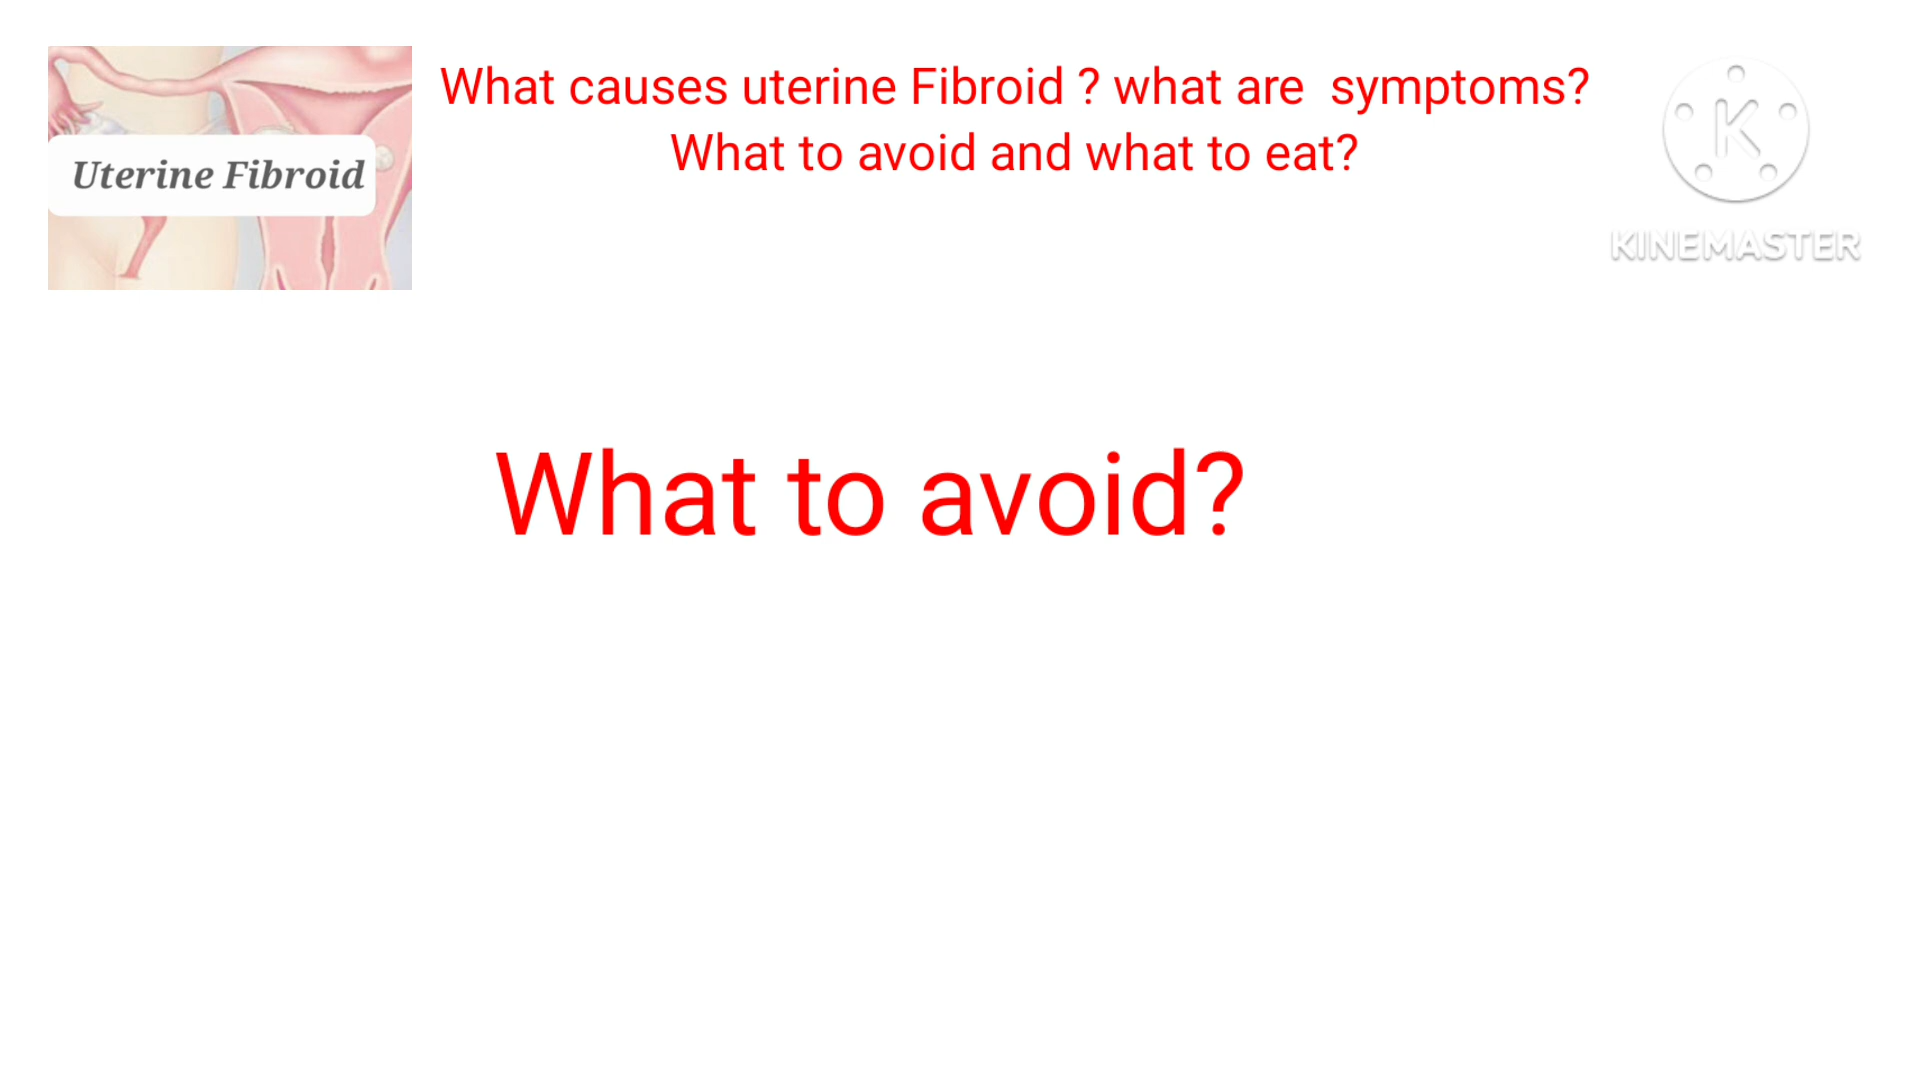 What causes uterine Fibroid ? what are  symptoms?
What to avoid and what to eat?
Uterine Fibroid
K
KINEMASTER
What to avoid?